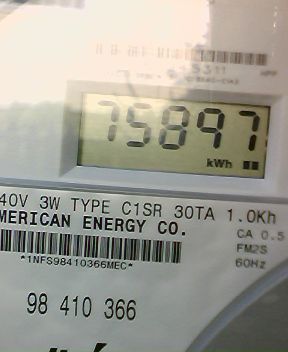 75897
kWh
40V 3W TYPE C1SR 30TA 1.0Kh
MERICAN ENERGY CO.
CA 0.5
FM2S
60Hz
*1NFS98410366MEC*
98 410 366